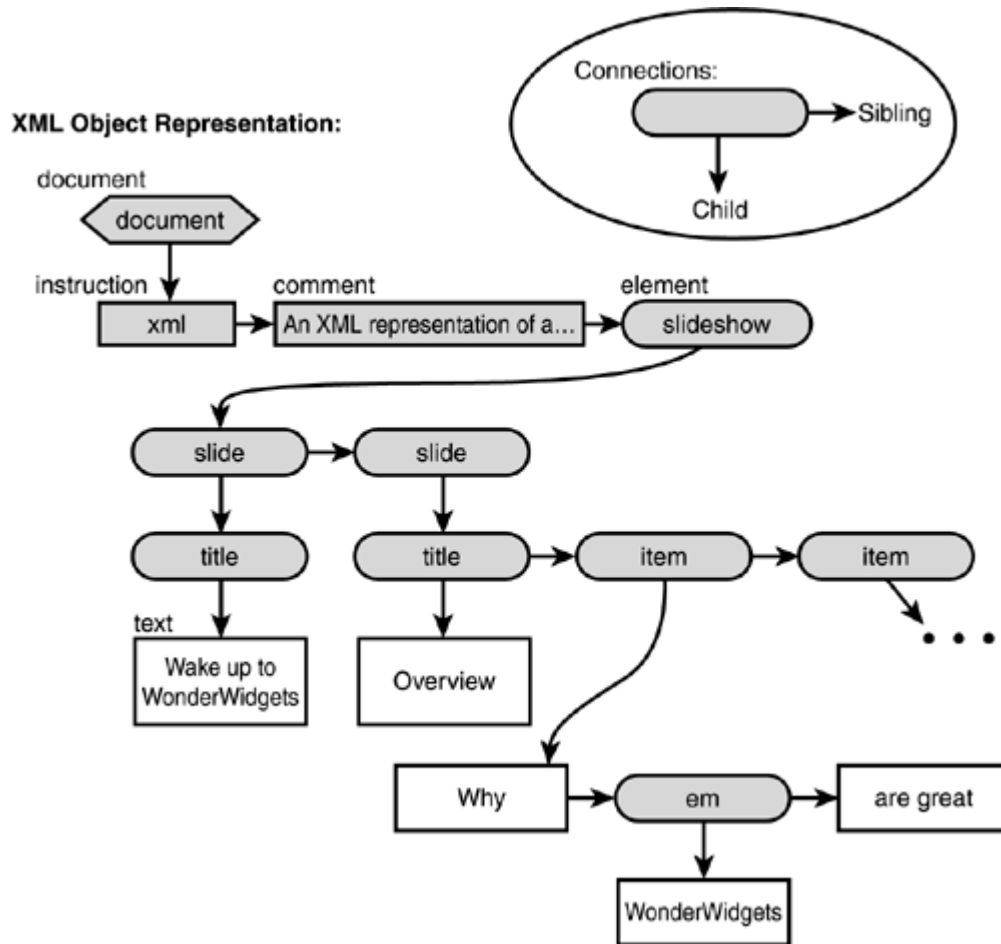 Connections:
Sibling
Child
XML Object Representation:
document
document
instruction
comment
element
xml
An XML representation of a...
slideshow
slide
slide
title
title
item
item
text
Wake up to
WonderWidgets
Overview
• • •
Why
em
are great
WonderWidgets